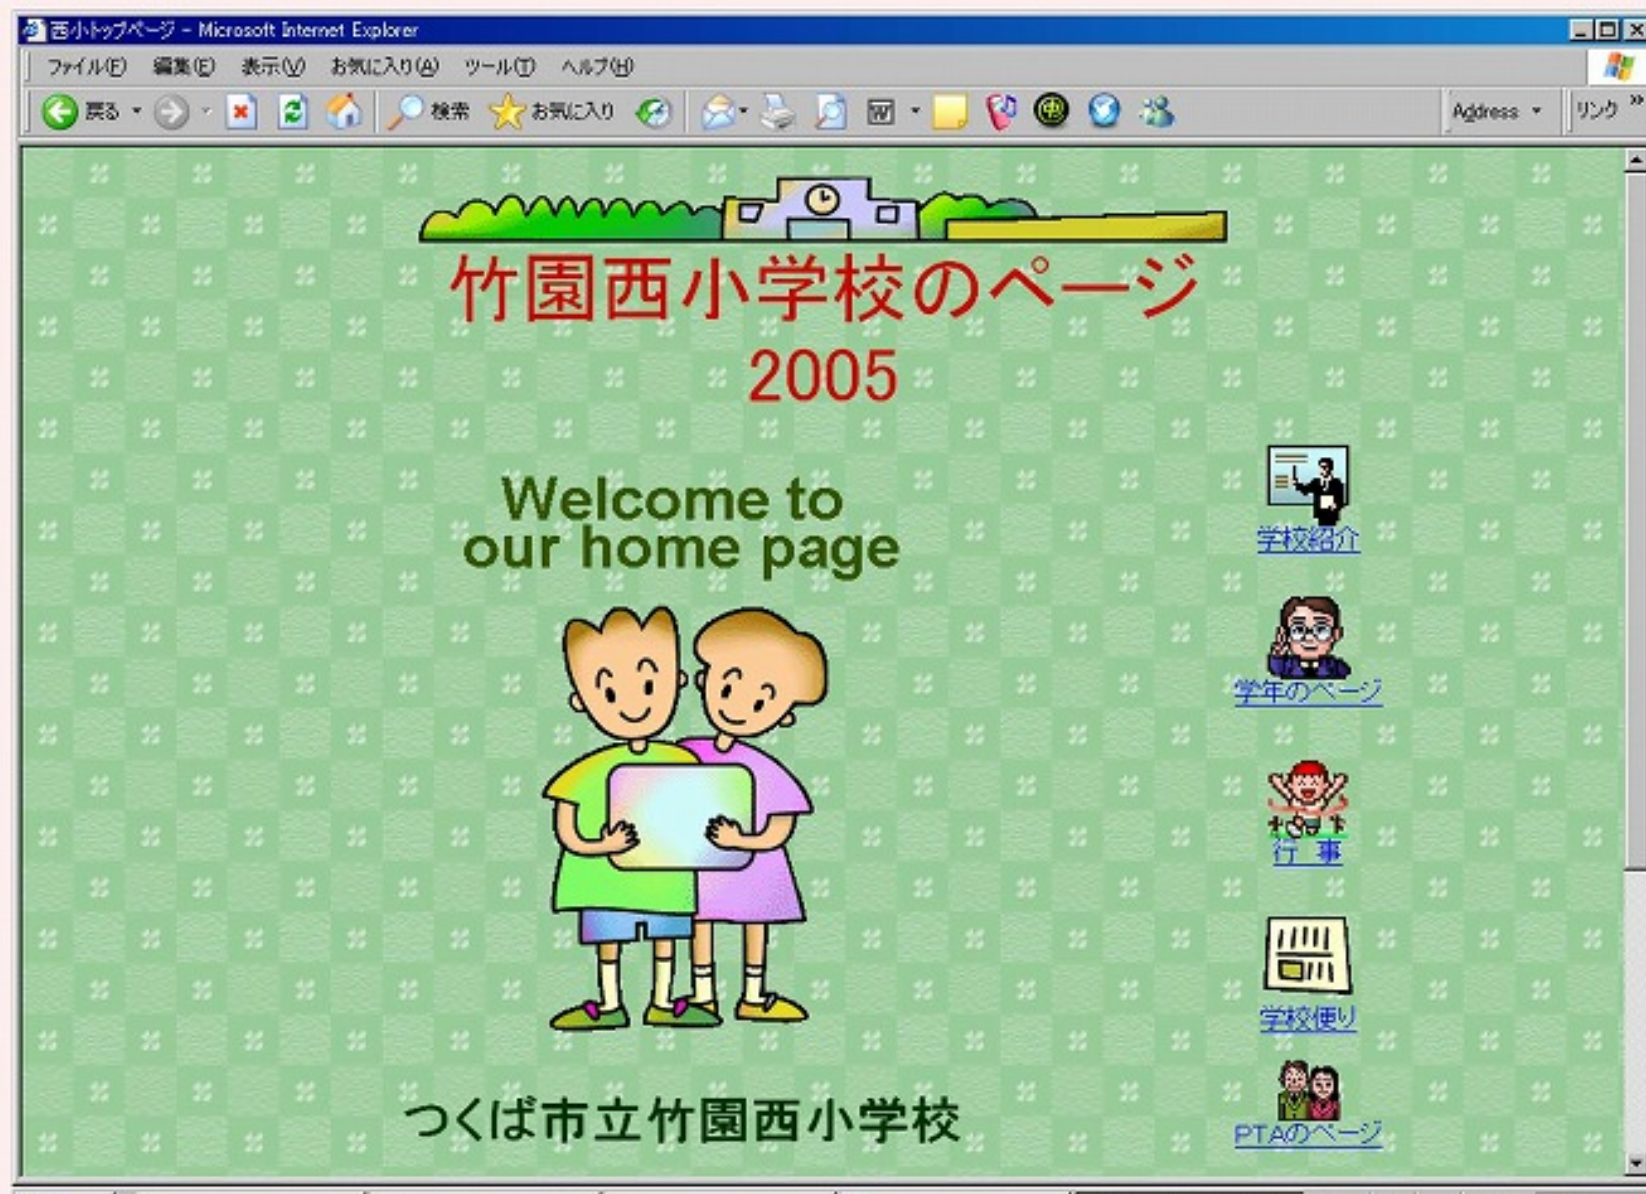 西小トップページ - Microsoft Internet Explorer
ファイル(F) 編集(E) 表示(V) お気に入り(A) ツール(T) ヘルプ(H)
戻る 検索 お気に入り Address リンク »
竹園西小学校のページ
2005
Welcome to
our home page
学校紹介
学年のページ
行 事
学校便り
PTAのページ
つくば市立竹園西小学校